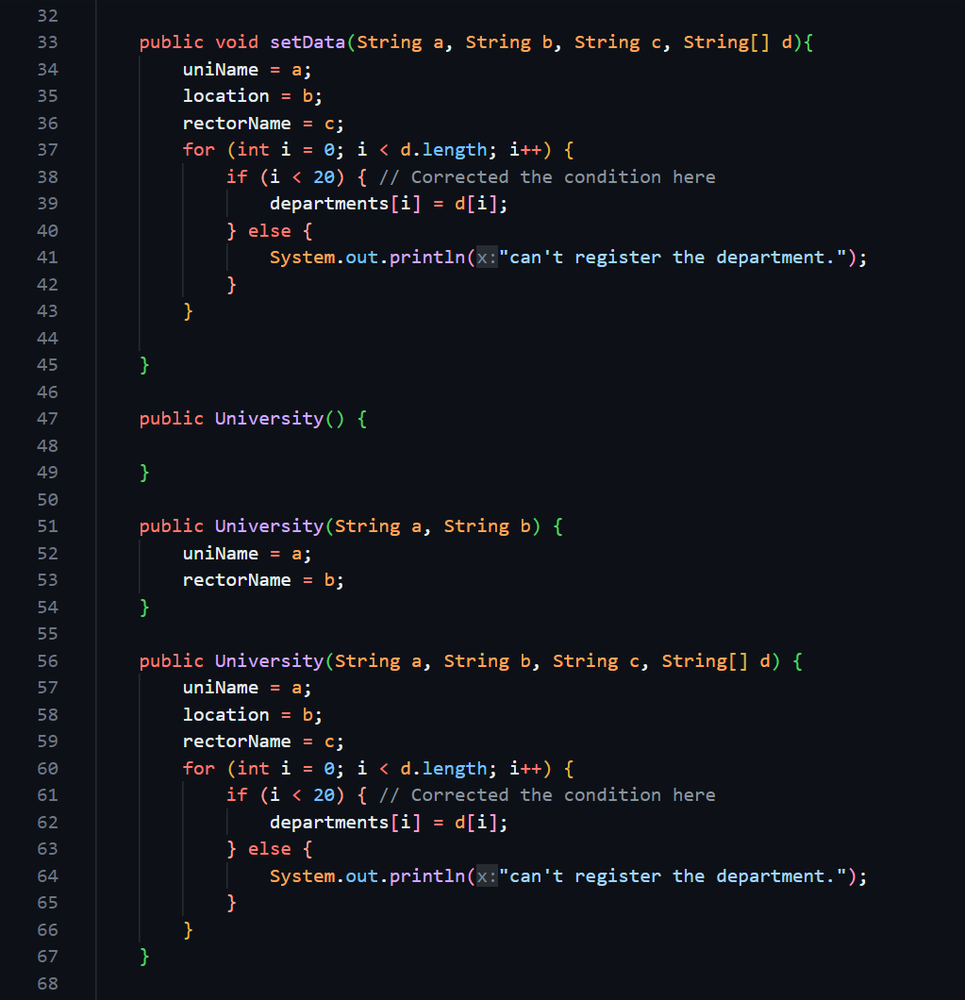 32
33 public void setData(String a, String b, String c, String[] d){
34 uniName = a;
35 location = b;
36 rectorName = c;
37 for (int i = 0; i < d.length; i++) {
38 if (i < 20) { // Corrected the condition here
39 departments[i] = d[i];
40 } else {
41 System.out.println(x:"can't register the department.");
42 }
43 }
44
45 }
46
47 public University() {
48
49 }
50
51 public University(String a, String b) {
52 uniName = a;
53 rectorName = b;
54 }
55
56 public University(String a, String b, String c, String[] d) {
57 uniName = a;
58 location = b;
59 rectorName = c;
60 for (int i = 0; i < d.length; i++) {
61 if (i < 20) { // Corrected the condition here
62 departments[i] = d[i];
63 } else {
64 System.out.println(x:"can't register the department.");
65 }
66 }
67 }
68